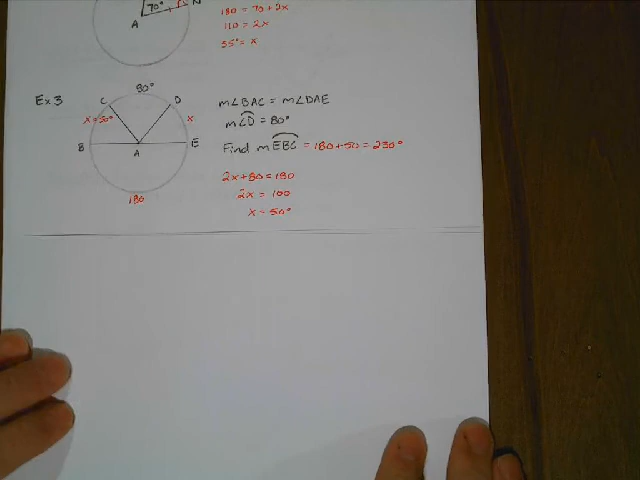 70°
A
180 = 70 + 2x
110 = 2x
55° = x
Ex 3
80°
C
D
x = 50°
x
B
A
E
180
m∠BAC = m∠DAE
mCD = 80°
Find mEBC = 180+50 = 230°
2x+80 = 180
2x = 100
x = 50°